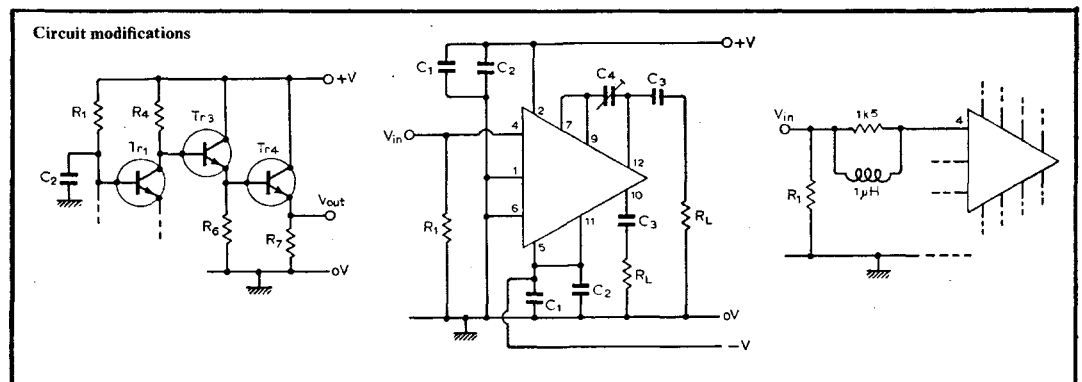 Circuit modifications
+V
R1
R4
Tr3
Tr1
Tr4
C2
Vout
R6
R7
0V
+V
C1
C2
C4
C3
2
7
9
Vin
4
12
1
10
6
11
C3
R1
5
RL
RL
C1
C2
0V
-V
Vin
1k5
4
1µH
R1